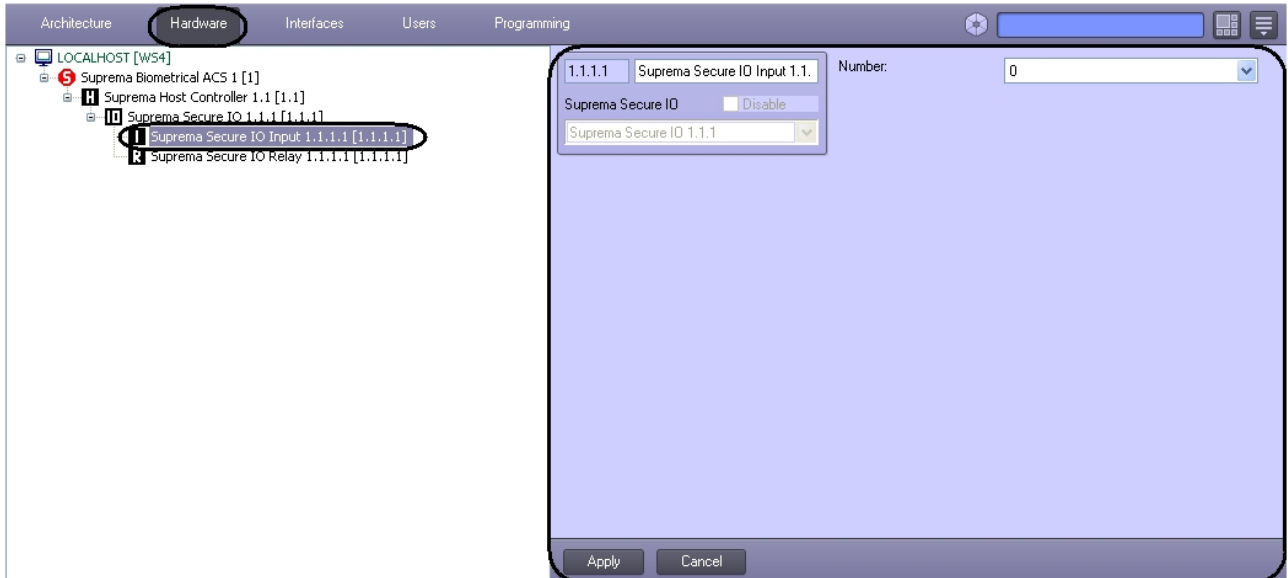 Architecture Hardware Interfaces Users Programming
LOCALHOST [WS4]
S Suprema Biometrical ACS 1 [1]
H Suprema Host Controller 1.1 [1.1]
IO Suprema Secure IO 1.1.1 [1.1.1]
I Suprema Secure IO Input 1.1.1.1 [1.1.1.1]
R Suprema Secure IO Relay 1.1.1.1 [1.1.1.1]
1.1.1.1 Suprema Secure IO Input 1.1.
Suprema Secure IO Disable
Suprema Secure IO 1.1.1
Number: 0
Apply Cancel